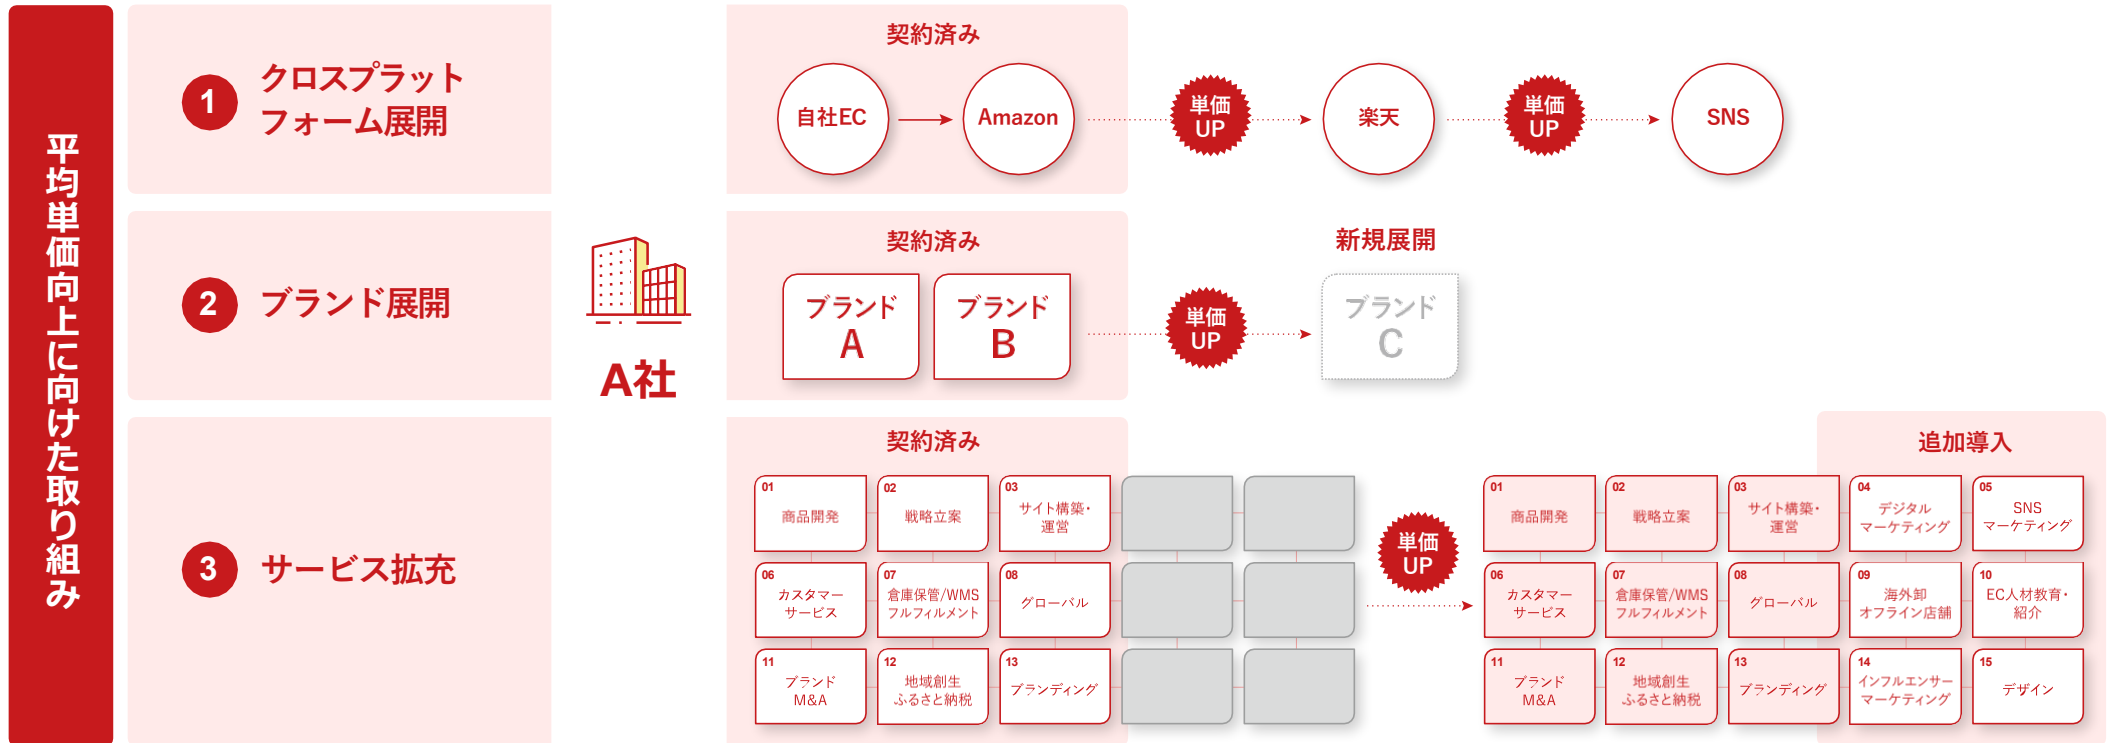 平均単価向上に向けた取り組み
1
クロスプラット
フォーム展開
契約済み
自社EC
Amazon
単価
UP
楽天
単価
UP
SNS
2
ブランド展開
A社
契約済み
ブランド
A
ブランド
B
単価
UP
新規展開
ブランド
C
3
サービス拡充
契約済み
01
商品開発
02
戦略立案
03
サイト構築・
運営
06
カスタマー
サービス
07
倉庫保管/WMS
フルフィルメント
08
グローバル
11
ブランド
M&A
12
地域創生
ふるさと納税
13
ブランディング
単価
UP
追加導入
01
商品開発
02
戦略立案
03
サイト構築・
運営
04
デジタル
マーケティング
05
SNS
マーケティング
06
カスタマー
サービス
07
倉庫保管/WMS
フルフィルメント
08
グローバル
09
海外卸
オフライン店舗
10
EC人材教育・
紹介
11
ブランド
M&A
12
地域創生
ふるさと納税
13
ブランディング
14
インフルエンサー
マーケティング
15
デザイン